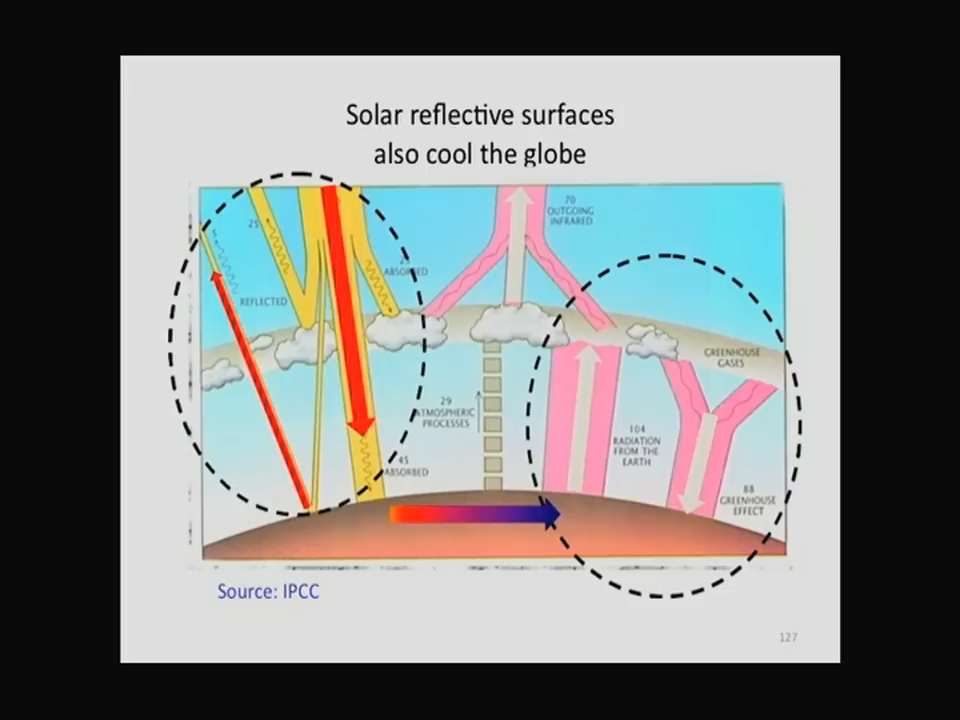 Solar reflective surfaces
also cool the globe
70
OUTGOING
INFRARED
25
ABSORBED
REFLECTED
GREENHOUSE
GASES
29
ATMOSPHERIC
PROCESSES
104
RADIATION
FROM THE
EARTH
45
ABSORBED
88
GREENHOUSE
EFFECT
Source: IPCC
127